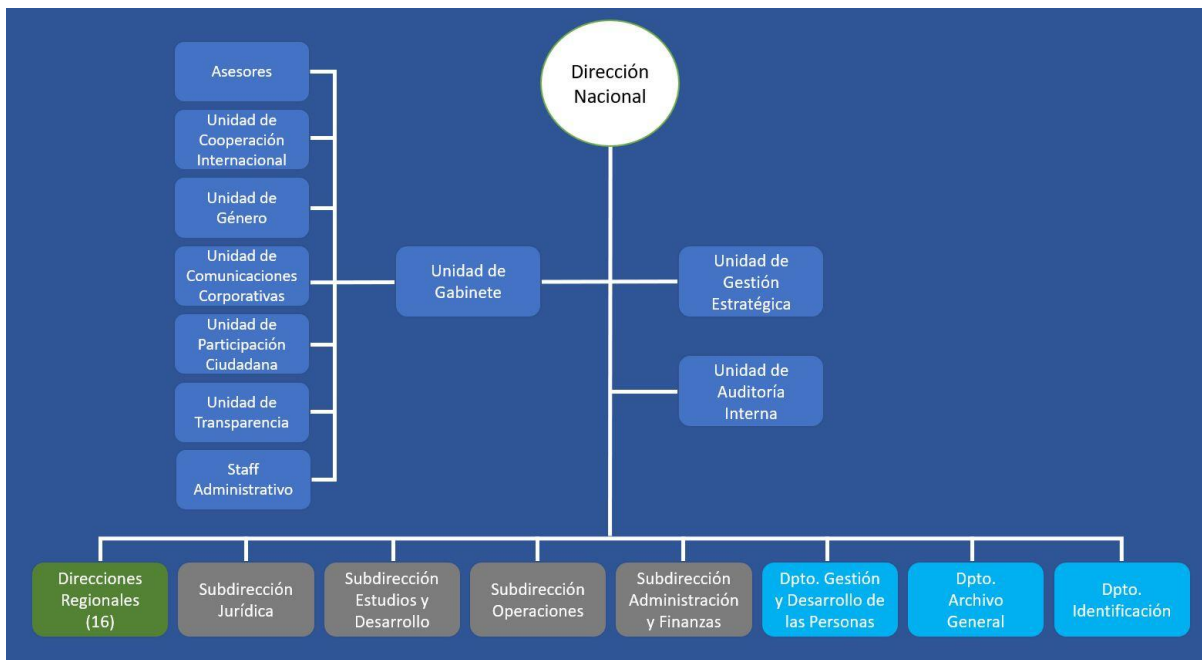 Dirección
Nacional
Asesores
Unidad de
Cooperación
Internacional
Unidad de
Género
Unidad de
Comunicaciones
Corporativas
Unidad de
Participación
Ciudadana
Unidad de
Transparencia
Staff
Administrativo
Unidad de
Gabinete
Unidad de
Gestión
Estratégica
Unidad de
Auditoría
Interna
Direcciones
Regionales
(16)
Subdirección
Jurídica
Subdirección
Estudios y
Desarrollo
Subdirección
Operaciones
Subdirección
Administración
y Finanzas
Dpto. Gestión
y Desarrollo de
las Personas
Dpto.
Archivo
General
Dpto.
Identificación